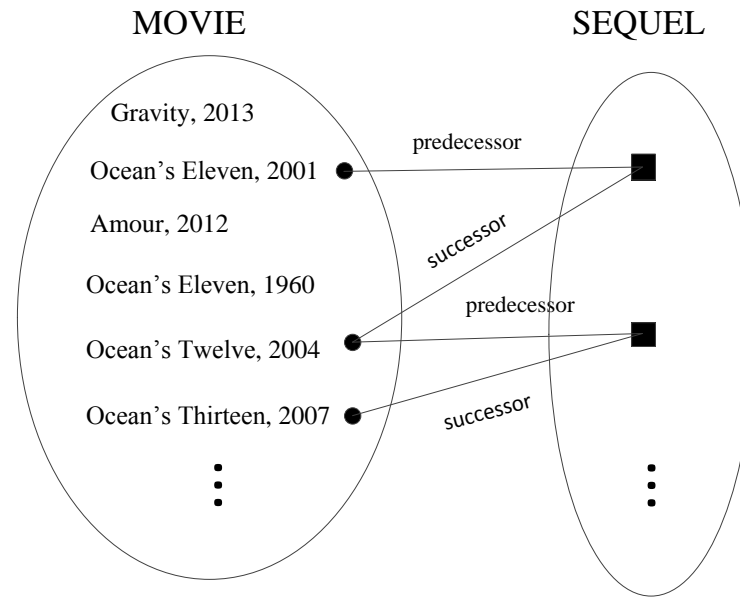 MOVIE
SEQUEL
Gravity, 2013
predecessor
Ocean’s Eleven, 2001
Amour, 2012
successor
Ocean’s Eleven, 1960
predecessor
Ocean’s Twelve, 2004
Ocean’s Thirteen, 2007
successor